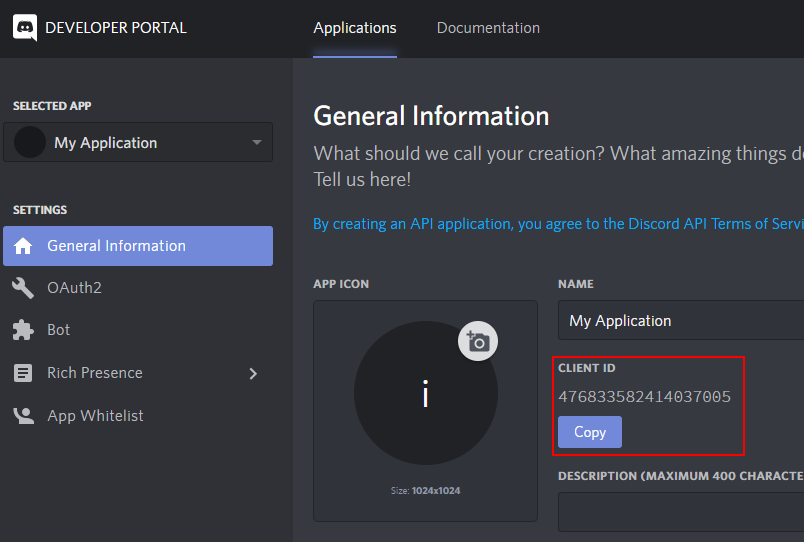 DEVELOPER PORTAL
Applications
Documentation
SELECTED APP
My Application
SETTINGS
General Information
OAuth2
Bot
Rich Presence
App Whitelist
General Information
What should we call your creation? What amazing things d
Tell us here!
By creating an API application, you agree to the Discord API Terms of Servi
APP ICON
i
Size: 1024x1024
NAME
My Application
CLIENT ID
476833582414037005
Copy
DESCRIPTION (MAXIMUM 400 CHARACTE